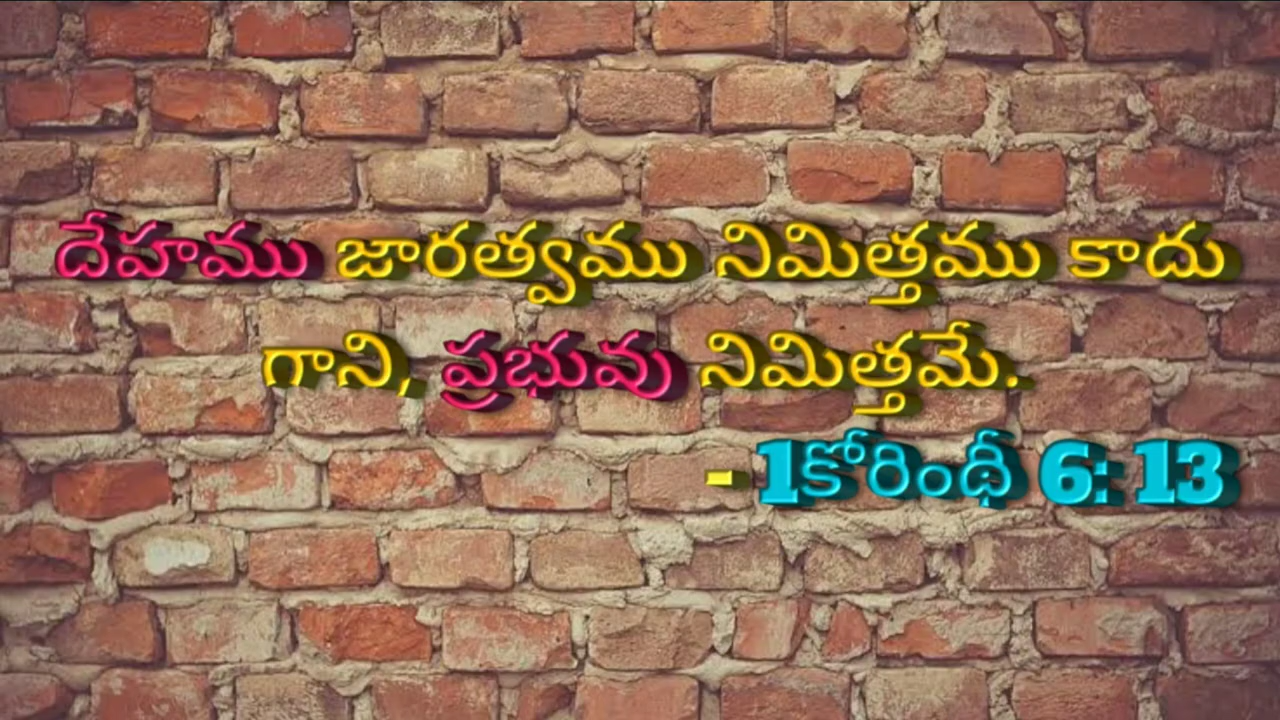 దేహము జారత్వము నిమిత్తము కాదు
గాని, ప్రభువు నిమిత్తమే.
- 1కోరింథీ 6: 13